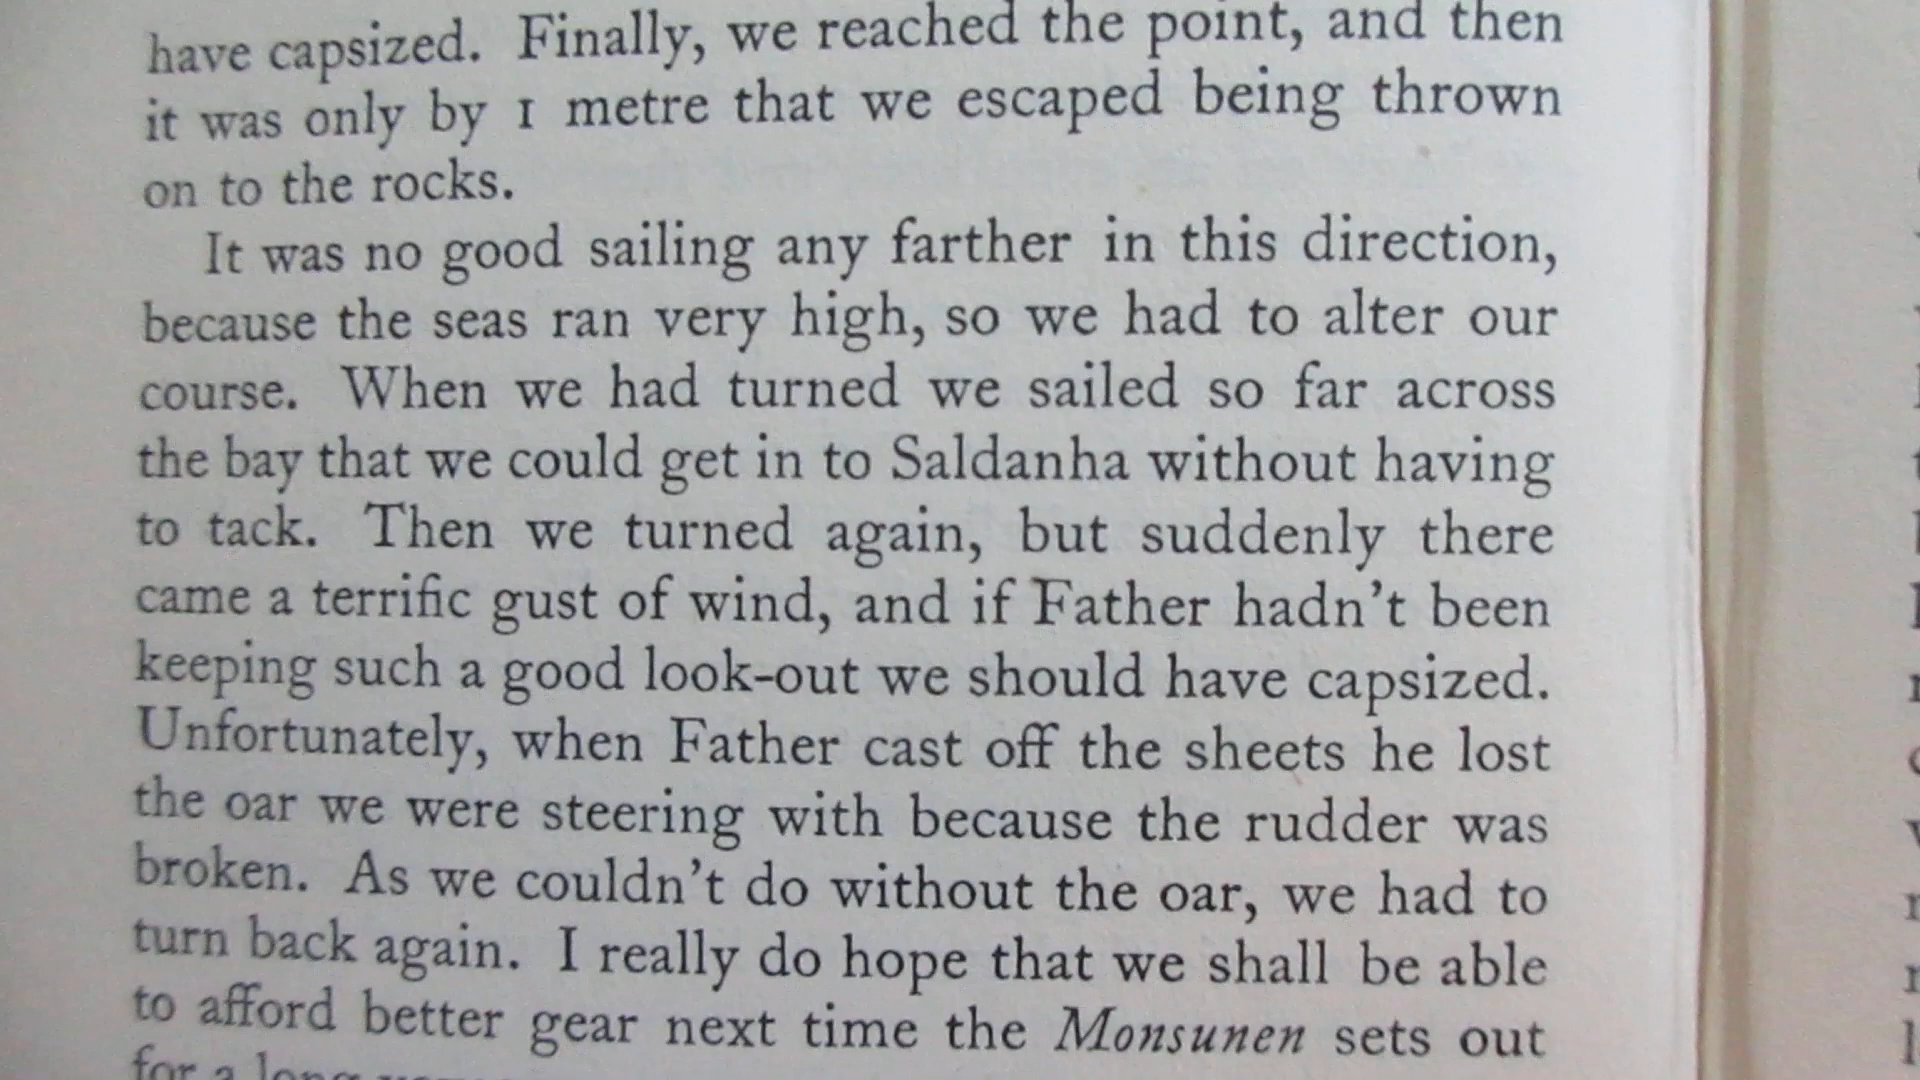 have capsized. Finally, we reached the point, and then
it was only by 1 metre that we escaped being thrown
on to the rocks.
It was no good sailing any farther in this direction,
because the seas ran very high, so we had to alter our
course. When we had turned we sailed so far across
the bay that we could get in to Saldanha without having
to tack. Then we turned again, but suddenly there
came a terrific gust of wind, and if Father hadn't been
keeping such a good look-out we should have capsized.
Unfortunately, when Father cast off the sheets he lost
the oar we were steering with because the rudder was
broken. As we couldn't do without the oar, we had to
turn back again. I really do hope that we shall be able
to afford better gear next time the Monsunen sets out
for a long